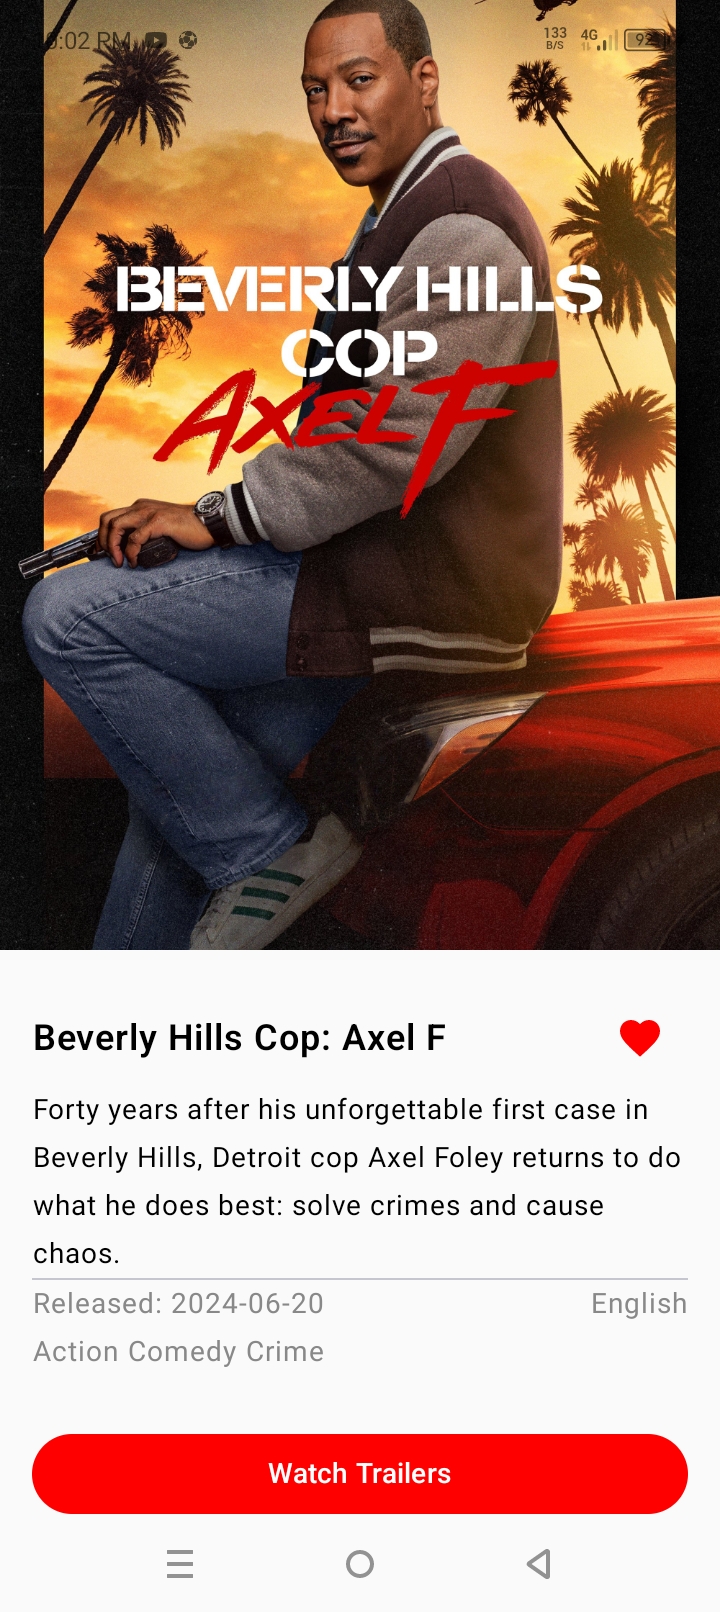 :02 PM
133
B/S
4G
92
BEVERLY HILLS
COP
AXEL F
Beverly Hills Cop: Axel F
Forty years after his unforgettable first case in
Beverly Hills, Detroit cop Axel Foley returns to do
what he does best: solve crimes and cause
chaos.
Released: 2024-06-20
English
Action Comedy Crime
Watch Trailers